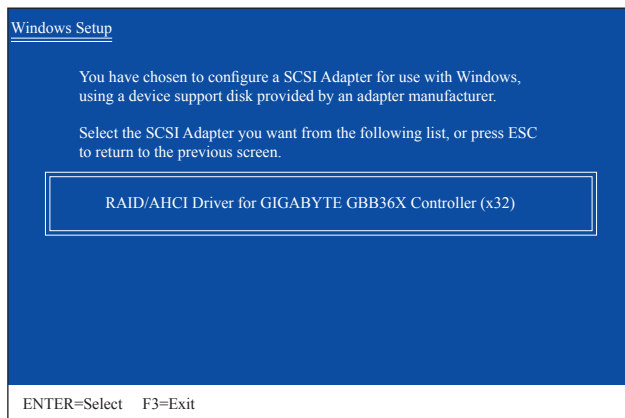 Windows Setup
You have chosen to configure a SCSI Adapter for use with Windows,
using a device support disk provided by an adapter manufacturer.
Select the SCSI Adapter you want from the following list, or press ESC
to return to the previous screen.
RAID/AHCI Driver for GIGABYTE GBB36X Controller (x32)
ENTER=Select F3=Exit